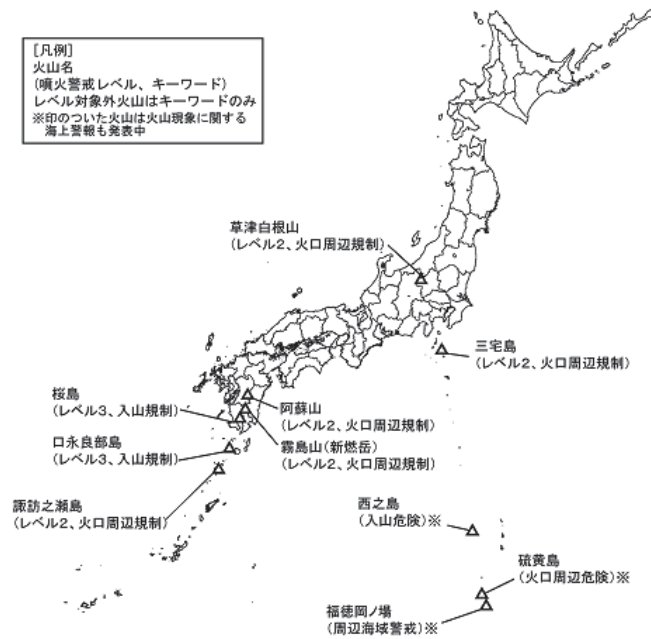 [凡例]
火山名
(噴火警戒レベル、キーワード)
レベル対象外火山はキーワードのみ
※印のついた火山は火山現象に関する
海上警報も発表中
草津白根山
(レベル2、火口周辺規制)
三宅島
(レベル2、火口周辺規制)
桜島
(レベル3、入山規制)
阿蘇山
(レベル2、火口周辺規制)
口永良部島
(レベル3、入山規制)
霧島山(新燃岳)
(レベル2、火口周辺規制)
諏訪之瀬島
(レベル2、火口周辺規制)
西之島
(入山危険)※
硫黄島
(火口周辺危険)※
福徳岡ノ場
(周辺海域警戒)※